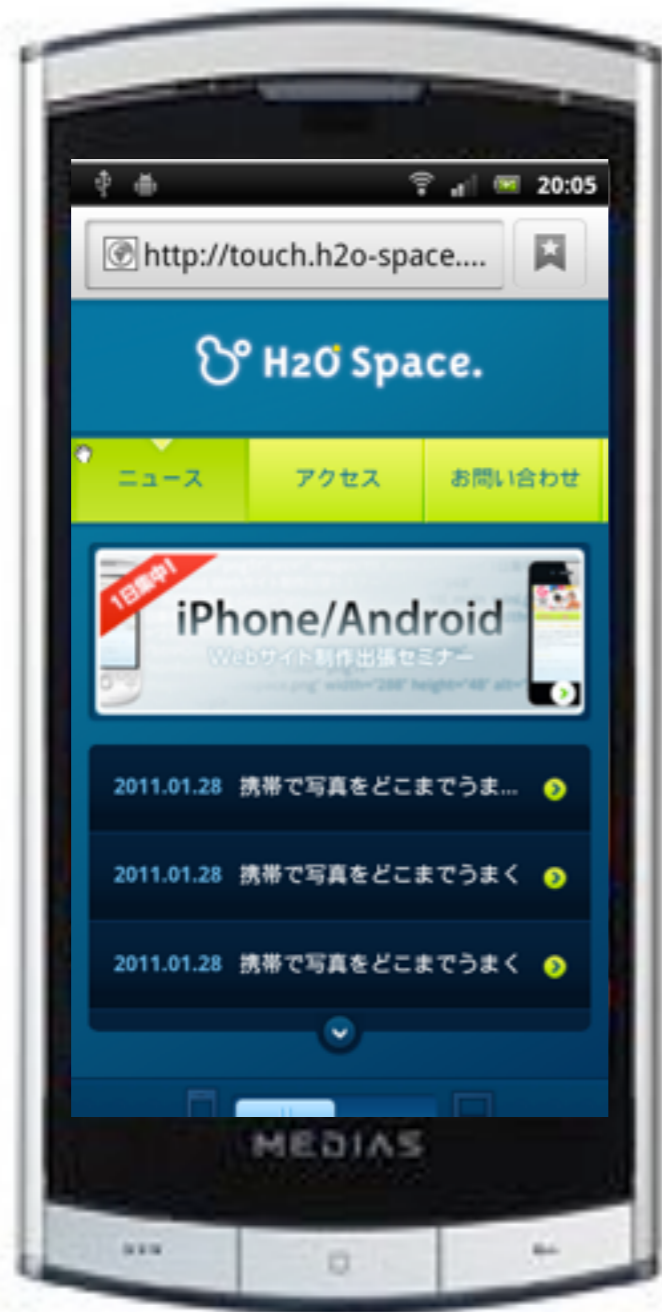 20:05
http://touch.h2o-space....
H2O Space.
ニュース
アクセス
お問い合わせ
1日集中!
iPhone/Android
Webサイト制作出張セミナー
2011.01.28 携帯で写真をどこまでうま...
2011.01.28 携帯で写真をどこまでうまく
2011.01.28 携帯で写真をどこまでうまく
MEDIAS